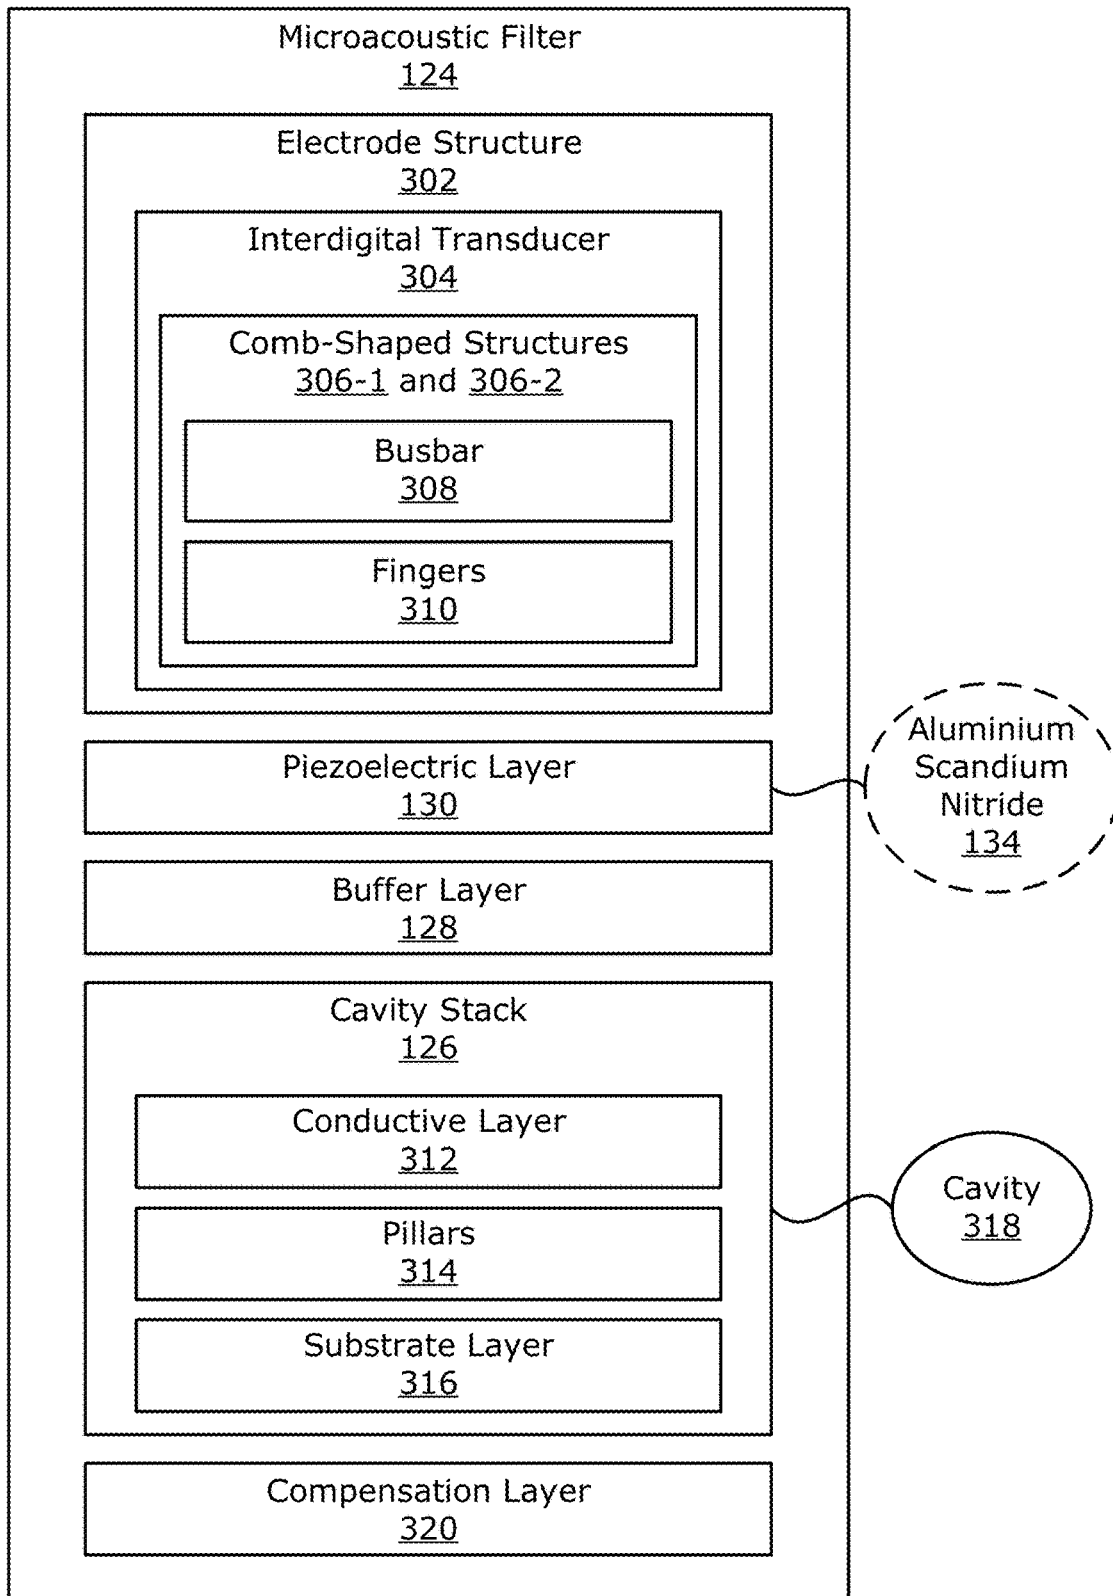 Microacoustic Filter
124
Electrode Structure
302
Interdigital Transducer
304
Comb-Shaped Structures
306-1 and 306-2
Busbar
308
Fingers
310
Piezoelectric Layer
130
Aluminium
Scandium
Nitride
134
Buffer Layer
128
Cavity Stack
126
Conductive Layer
312
Pillars
314
Substrate Layer
316
Cavity
318
Compensation Layer
320